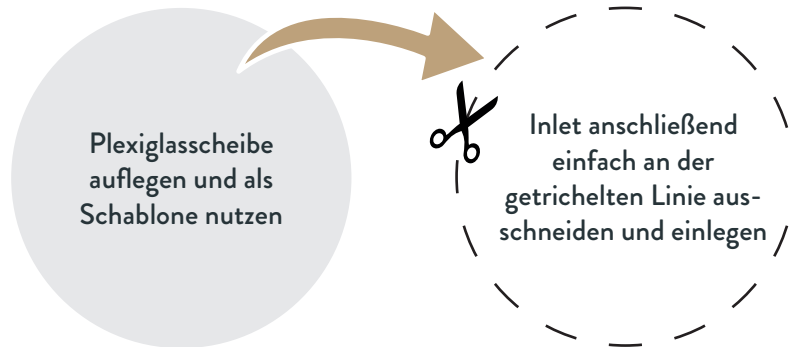 Plexiglasscheibe
auflegen und als
Schablone nutzen
Inlet anschließend
einfach an der
getrichelten Linie aus-
schneiden und einlegen